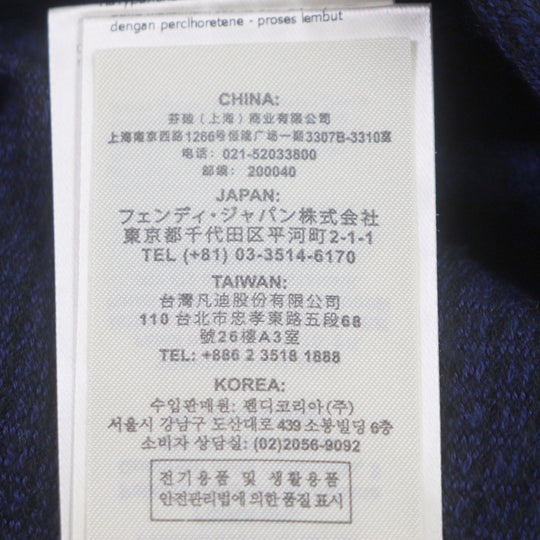 dengan perclhoretene - proses lembut
CHINA:
芬迪（上海）商业有限公司
上海南京西路1266号恒隆广场一期3307B-3310室
电话： 021-52033800
邮编： 200040
JAPAN:
フェンディ・ジャパン株式会社
東京都千代田区平河町2-1-1
TEL (+81) 03-3514-6170
TAIWAN:
台灣凡迪股份有限公司
110 台北市忠孝東路五段68
號26樓A3室
TEL: +886 2 3518 1888
KOREA:
수입판매원: 펜디코리아(주)
서울시 강남구 도산대로 439 소봉빌딩 6층
소비자 상담실: (02)2056-9092
전기용품 및 생활용품
안전관리법에 의한 품질 표시